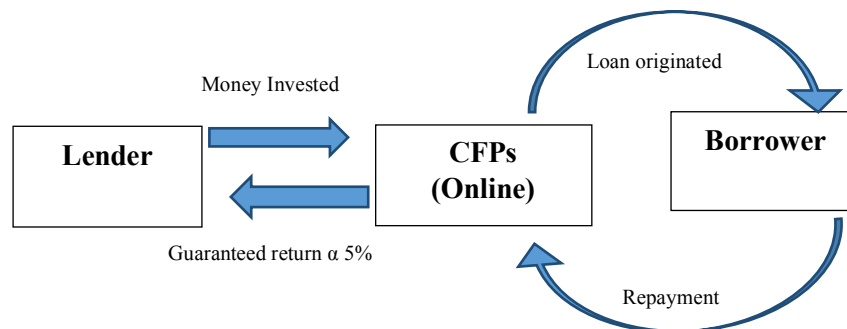 Loan originated
Money Invested
Lender
CFPs
(Online)
Borrower
Guaranteed return α 5%
Repayment